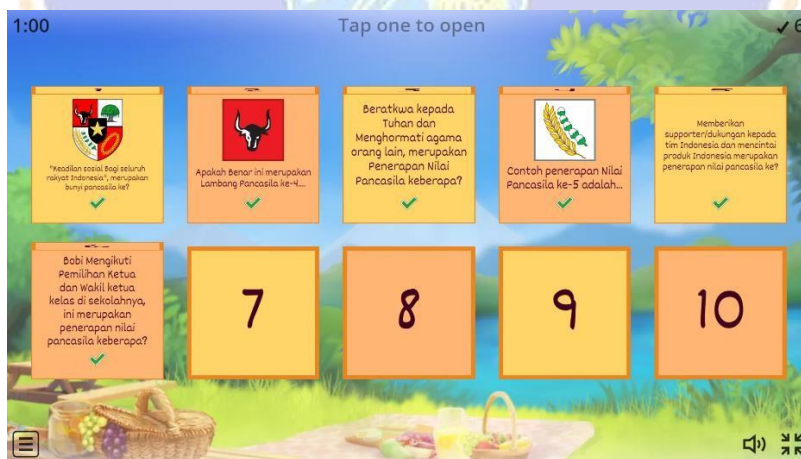 1:00
Tap one to open
✓ 6
"Keadilan sosial Bagi seluruh
rakyat Indonesia", merupakan
bunyi pancasila ke?
Apakah Benar ini merupakan
Lambang Pancasila ke-4....
Beratkwa kepada
Tuhan dan
Menghormati agama
orang lain, merupakan
Penerapan Nilai
Pancasila keberapa?
Contoh penerapan Nilai
Pancasila ke-5 adalah...
Memberikan
supporter/dukungan kepada
tim Indonesia dan mencintai
produk Indonesia merupakan
penerapan nilai pancasila ke?
Bobi Mengikuti
Pemilihan Ketua
dan Wakil ketua
kelas di sekolahnya,
ini merupakan
penerapan nilai
pancasila keberapa?
7
8
9
10